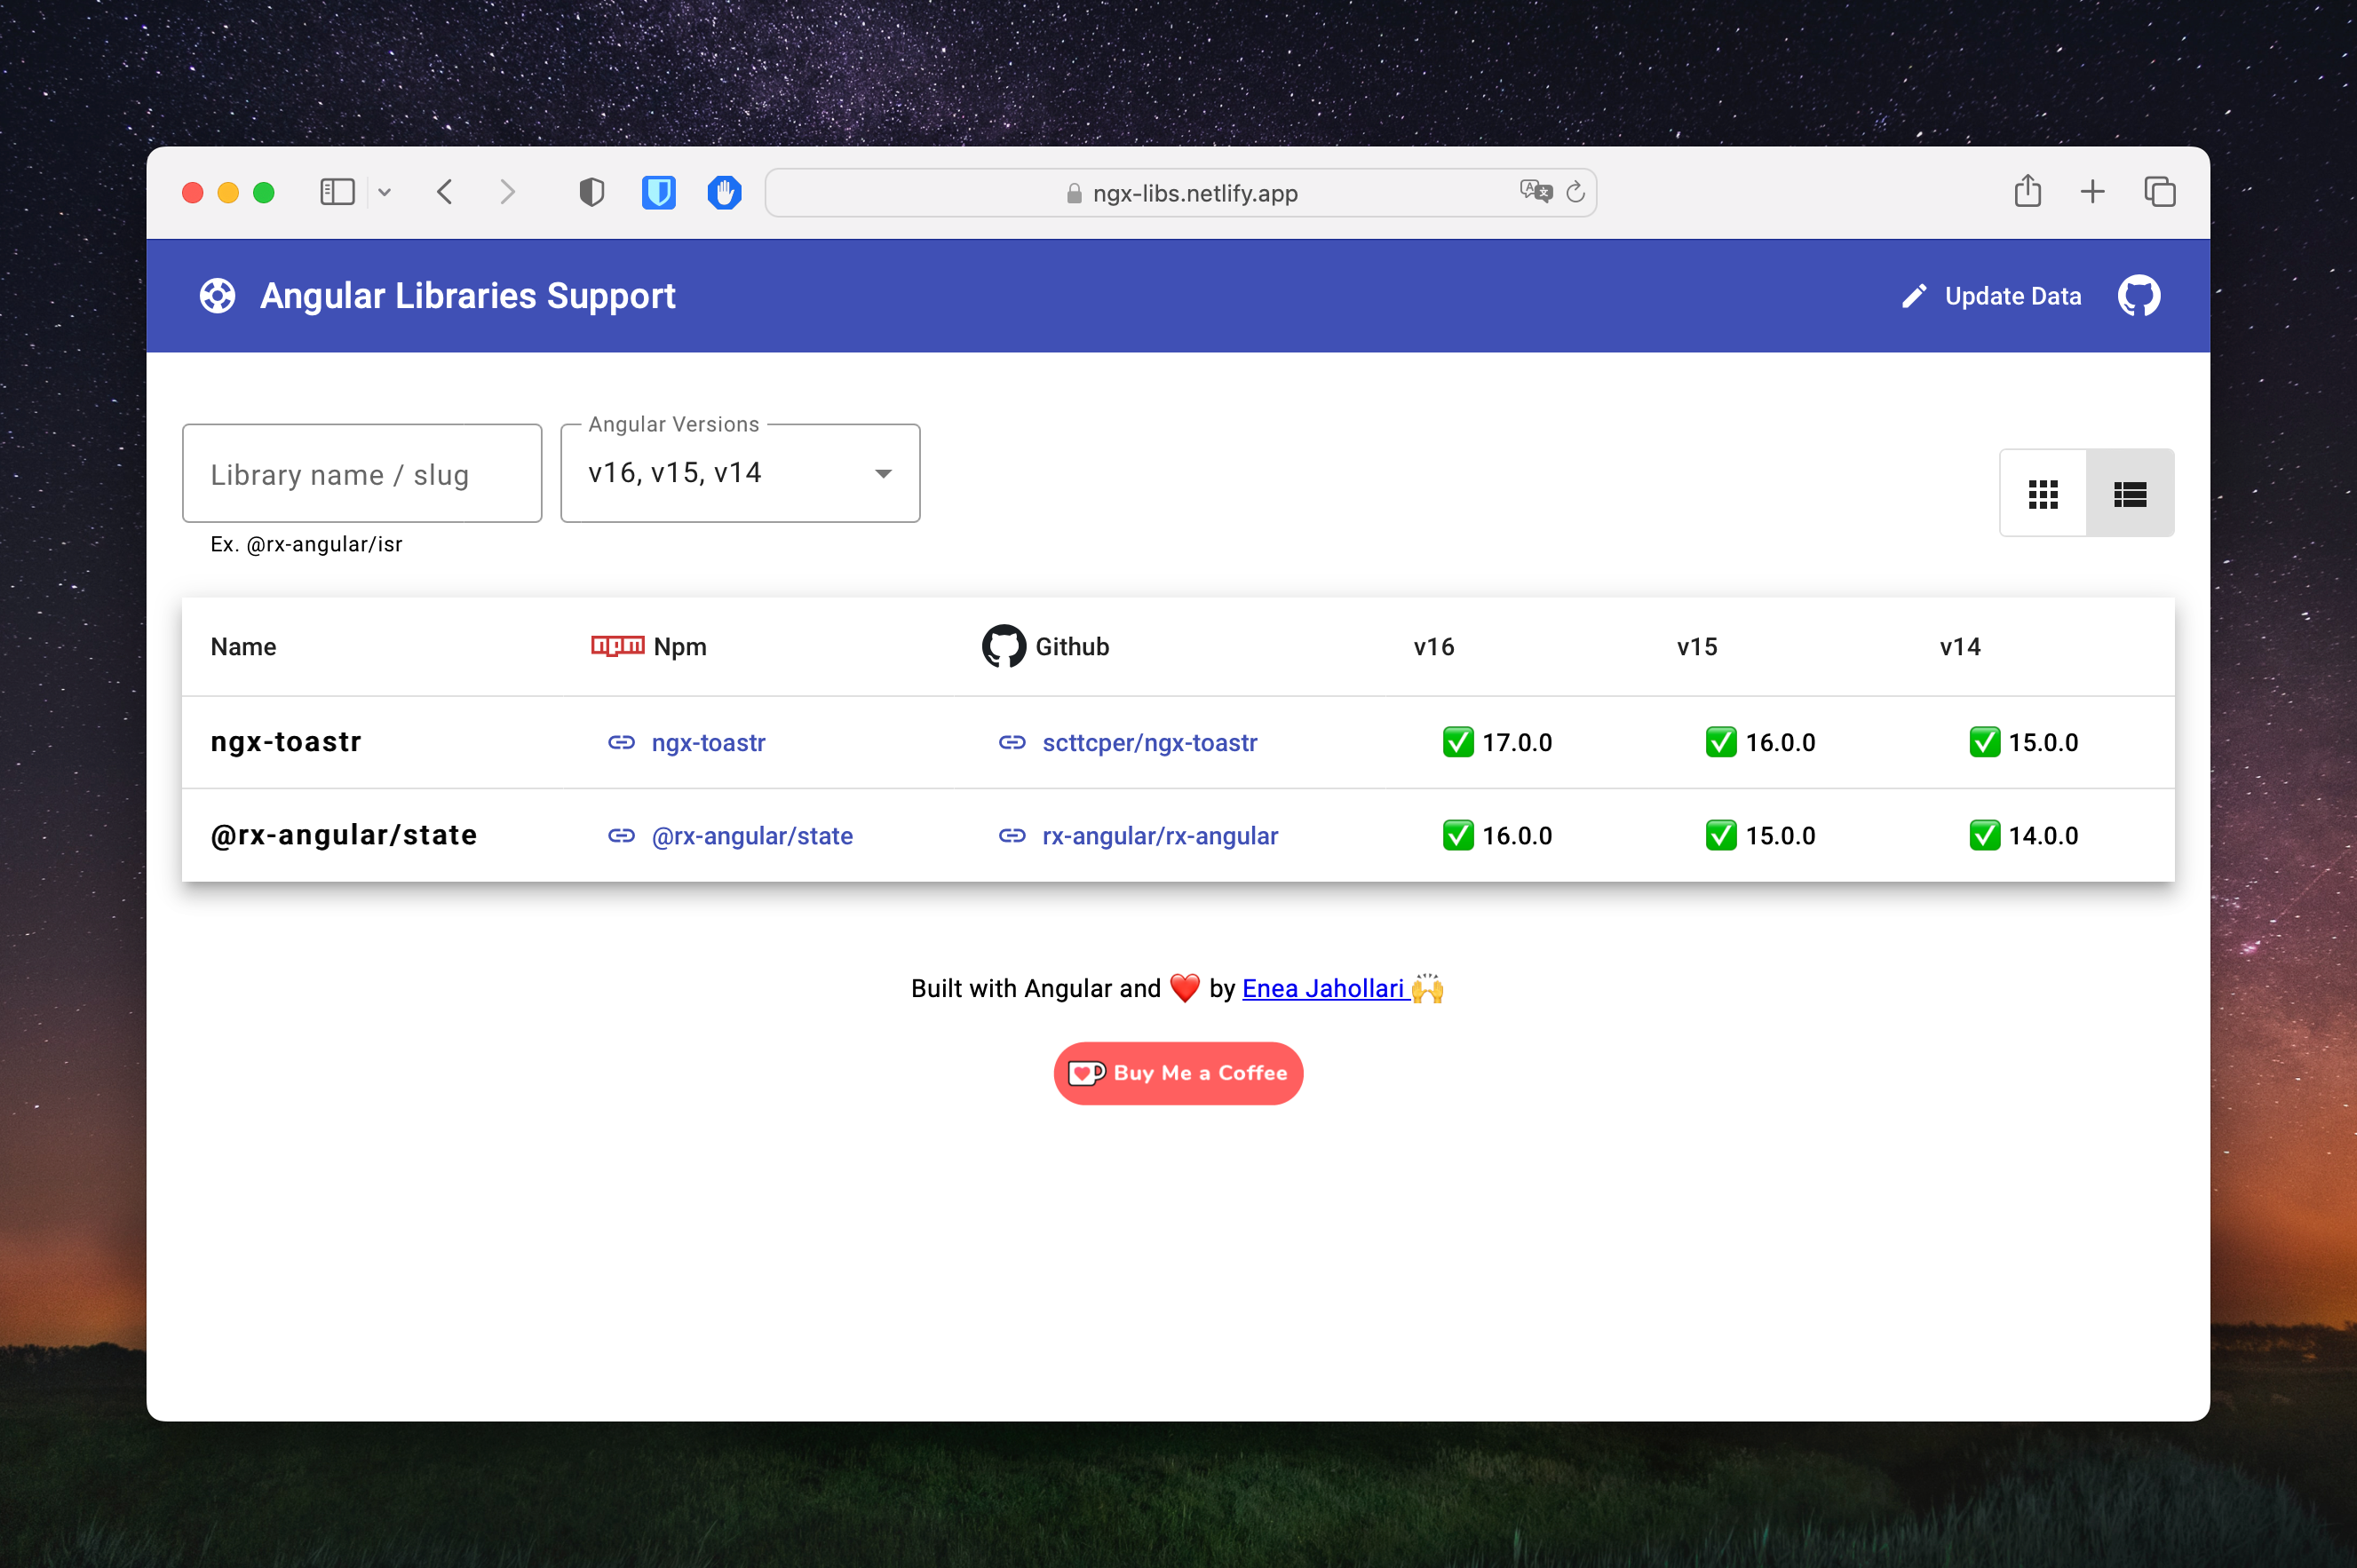 ngx-libs.netlify.app
Angular Libraries Support
Update Data
Angular Versions
Library name / slug
v16, v15, v14
Ex. @rx-angular/isr
Name npm Npm Github v16 v15 v14
ngx-toastr ngx-toastr scttcper/ngx-toastr ✅ 17.0.0 ✅ 16.0.0 ✅ 15.0.0
@rx-angular/state @rx-angular/state rx-angular/rx-angular ✅ 16.0.0 ✅ 15.0.0 ✅ 14.0.0
Built with Angular and ❤️ by Enea Jahollari 🙌
Buy Me a Coffee